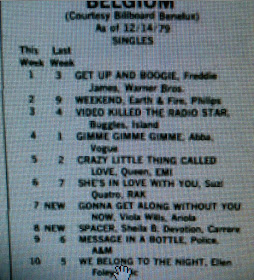 BELGIUM
(Courtesy Billboard Benelux)
As of 12/14/79
SINGLES
This Last
Week Week
1 3 GET UP AND BOOGIE, Freddie
James, Warner Bros.
2 9 WEEKEND, Earth & Fire, Philips
3 4 VIDEO KILLED THE RADIO STAR,
Buggles, Island
4 1 GIMME GIMME GIMME, Abba,
Vogue
5 2 CRAZY LITTLE THING CALLED
LOVE, Queen, EMI
6 7 SHE'S IN LOVE WITH YOU, Suzi
Quatro, RAK
7 NEW GONNA GET ALONG WITHOUT YOU
NOW, Viola Wills, Ariola
8 NEW SPACER, Sheila B. Devotion, Carrere
9 6 MESSAGE IN A BOTTLE, Police,
A&M
10 5 WE BELONG TO THE NIGHT, Ellen
Foley